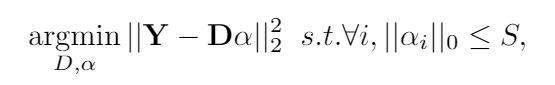 argmin ||Y − Dα||₂² s.t.∀i, ||αᵢ||₀ ≤ S,
D,α